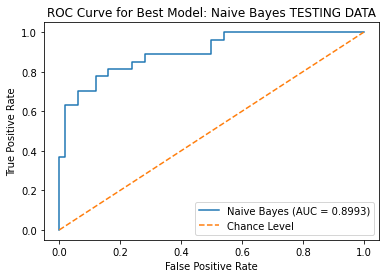 ROC Curve for Best Model: Naive Bayes TESTING DATA
1.0
0.8
0.6
0.4
0.2
0.0
True Positive Rate
Naive Bayes (AUC = 0.8993)
Chance Level
0.0 0.2 0.4 0.6 0.8 1.0
False Positive Rate